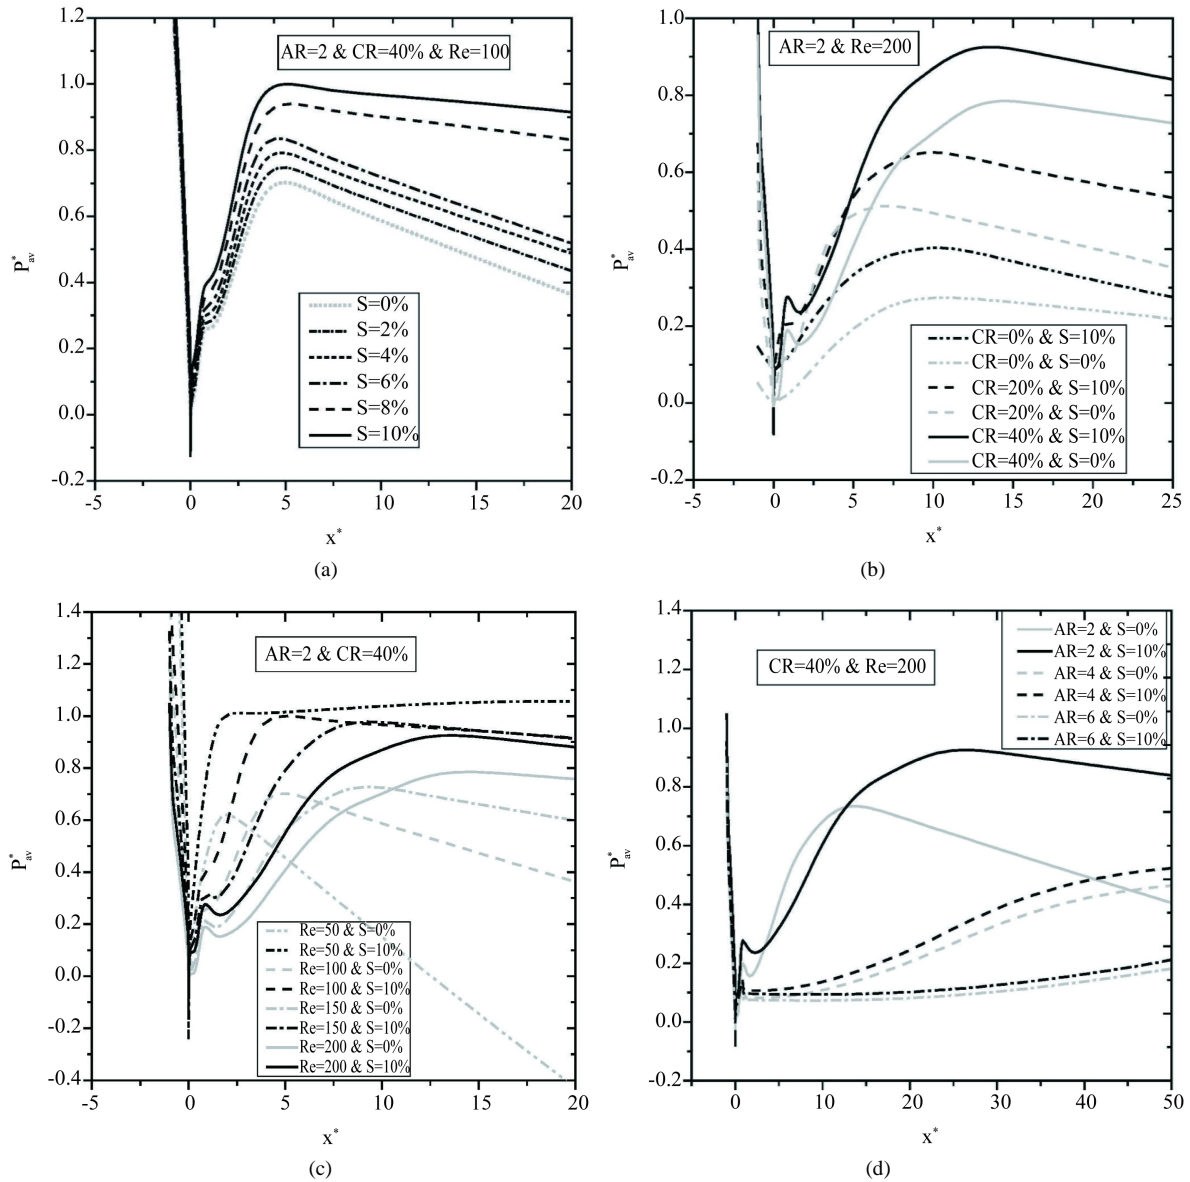 1.2
1.0
0.8
0.6
0.4
0.2
0.0
-0.2
P*av
AR=2 & CR=40% & Re=100
S=0%
S=2%
S=4%
S=6%
S=8%
S=10%
-5 0 5 10 15 20
x*
(a)
1.0
0.8
0.6
0.4
0.2
0.0
-0.2
P*av
AR=2 & Re=200
CR=0% & S=10%
CR=0% & S=0%
CR=20% & S=10%
CR=20% & S=0%
CR=40% & S=10%
CR=40% & S=0%
-5 0 5 10 15 20 25
x*
(b)
1.4
1.2
1.0
0.8
0.6
0.4
0.2
0.0
-0.2
-0.4
P*av
AR=2 & CR=40%
Re=50 & S=0%
Re=50 & S=10%
Re=100 & S=0%
Re=100 & S=10%
Re=150 & S=0%
Re=150 & S=10%
Re=200 & S=0%
Re=200 & S=10%
-5 0 5 10 15 20
x*
(c)
1.4
1.2
1.0
0.8
0.6
0.4
0.2
0.0
-0.2
P*av
CR=40% & Re=200
AR=2 & S=0%
AR=2 & S=10%
AR=4 & S=0%
AR=4 & S=10%
AR=6 & S=0%
AR=6 & S=10%
0 10 20 30 40 50
x*
(d)